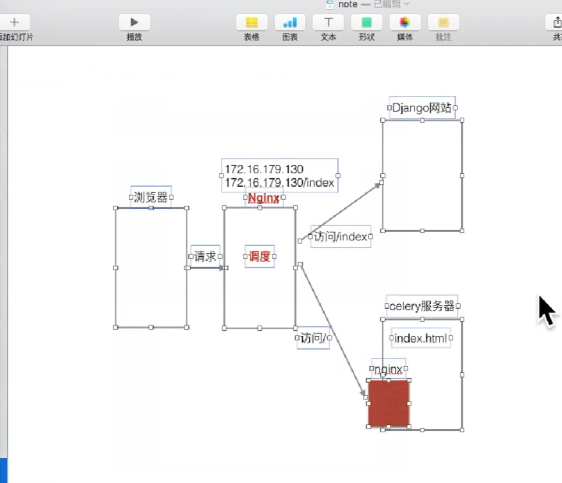 note — 已编辑
添加幻灯片
播放
表格
图表
文本
形状
媒体
批注
Django网站
172.16.179.130
172.16.179.130/index
浏览器
Nginx
访问/index
请求
调度
celery服务器
访问/
index.html
nginx